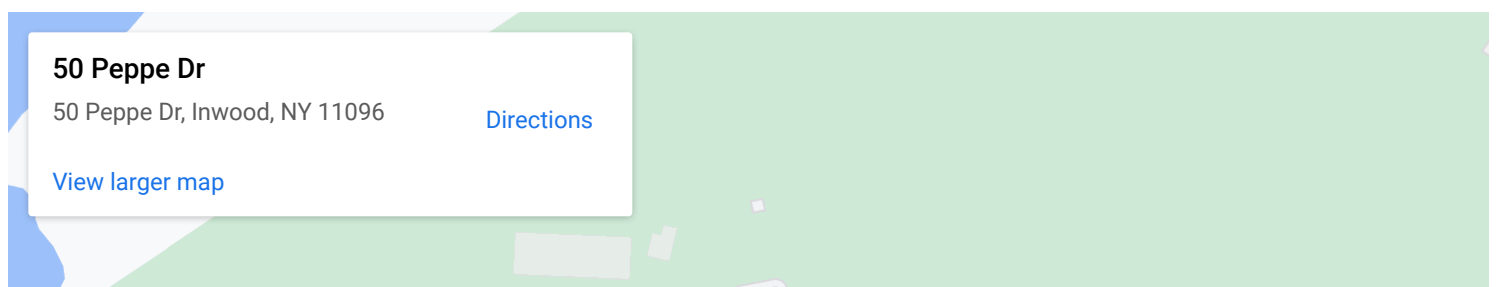 50 Peppe Dr
50 Peppe Dr, Inwood, NY 11096
Directions
View larger map